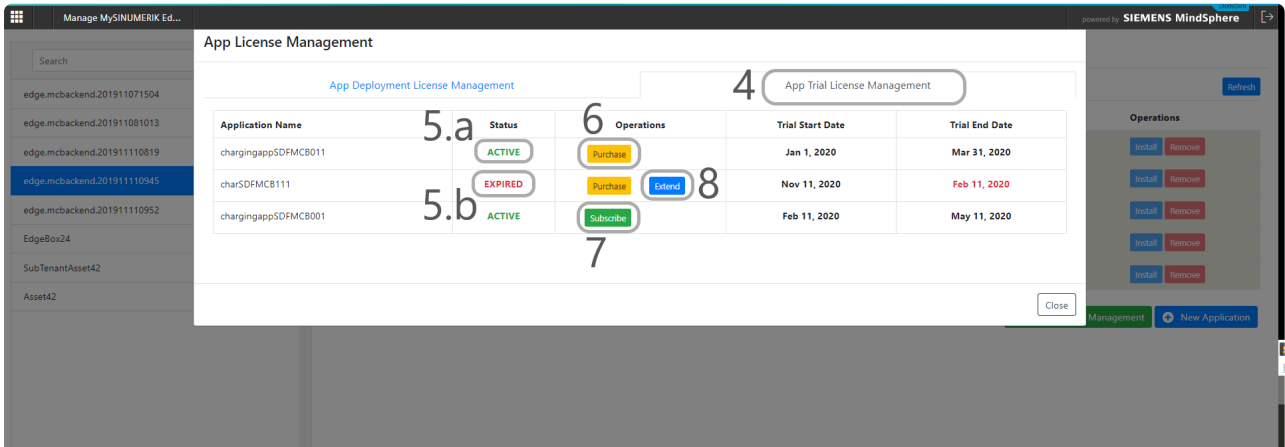 Manage MySINUMERIK Ed...
UNKNOWN
powered by SIEMENS MindSphere
App License Management
Search
App Deployment License Management
4
App Trial License Management
Refresh
edge.mcbackend.201911071504
edge.mcbackend.201911081013
edge.mcbackend.201911110819
edge.mcbackend.201911110945
edge.mcbackend.201911110952
EdgeBox24
SubTenantAsset42
Asset42
Application Name Status Operations Trial Start Date Trial End Date
5.a
6
chargingappSDFMCB011 ACTIVE Purchase Jan 1, 2020 Mar 31, 2020
charSDFMCB111 EXPIRED Purchase Extend Nov 11, 2020 Feb 11, 2020
8
5.b
chargingappSDFMCB001 ACTIVE Subscribe Feb 11, 2020 May 11, 2020
7
Close
Operations
Install Remove
Install Remove
Install Remove
Install Remove
Install Remove
Management
New Application